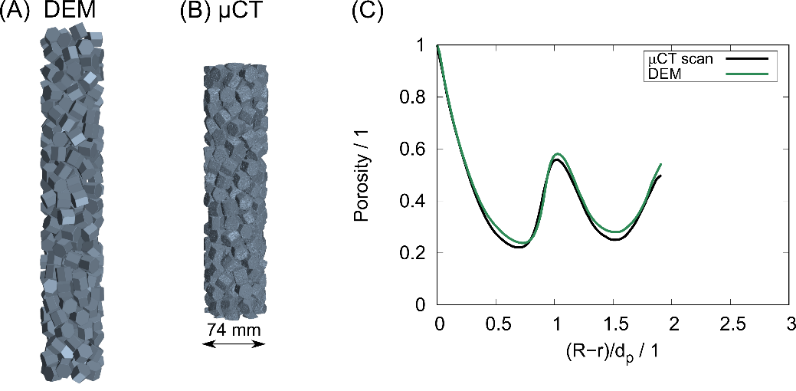 (A) DEM
(B) μCT
(C)
74 mm
Porosity / 1
1
0.8
0.6
0.4
0.2
0
μCT scan
DEM
0 0.5 1 1.5 2 2.5 3
(R−r)/dp / 1